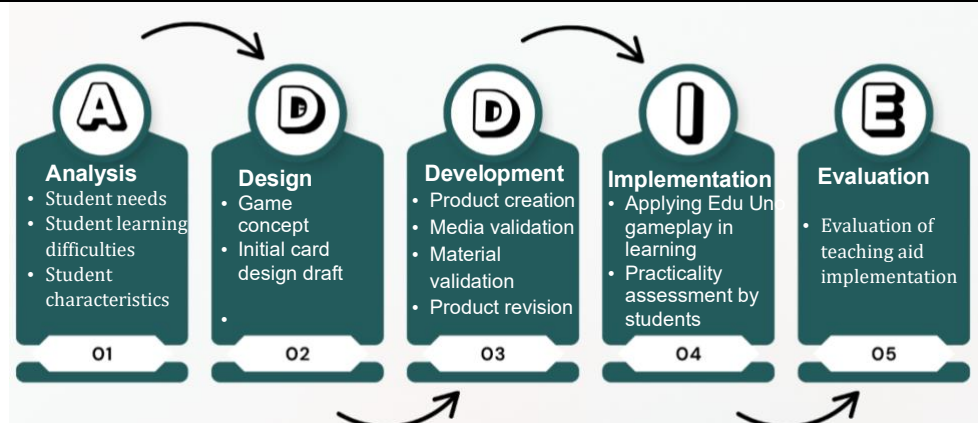 A
Analysis
• Student needs
• Student learning
difficulties
• Student
characteristics
01
D
Design
• Game
concept
• Initial card
design draft
•
02
D
Development
• Product creation
• Media validation
• Material
validation
• Product revision
03
I
Implementation
• Applying Edu Uno
gameplay in
learning
• Practicality
assessment by
students
04
E
Evaluation
• Evaluation of
teaching aid
implementation
05